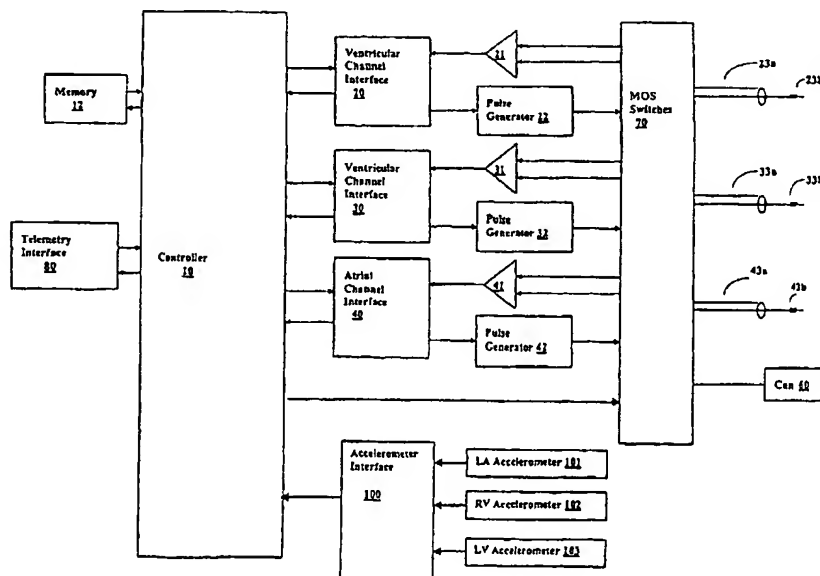 Memory
12
Telemetry
Interface
80
Controller
10
Ventricular
Channel
Interface
20
21
Pulse
Generator 22
Ventricular
Channel
Interface
30
31
Pulse
Generator 32
Atrial
Channel
Interface
40
41
Pulse
Generator 42
MOS
Switches
70
23a
23b
33a
33b
43a
43b
Can 60
Accelerometer
Interface
100
LA Accelerometer 101
RV Accelerometer 102
LV Accelerometer 103